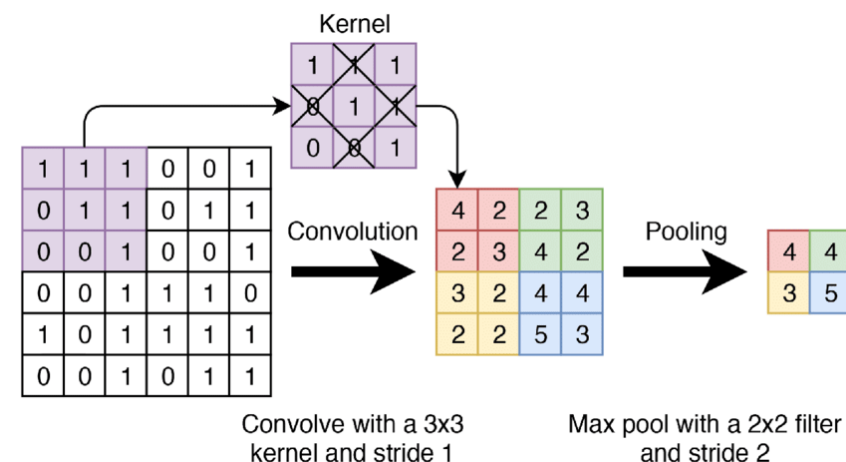 Kernel
1 1 1
0 1 1
0 0 1
1 1 1 0 0 1
0 1 1 0 1 1
0 0 1 0 0 1
0 0 1 1 1 0
1 0 1 1 1 1
0 0 1 0 1 1
Convolution
4 2 2 3
2 3 4 2
3 2 4 4
2 2 5 3
Pooling
4 4
3 5
Convolve with a 3x3
kernel and stride 1
Max pool with a 2x2 filter
and stride 2